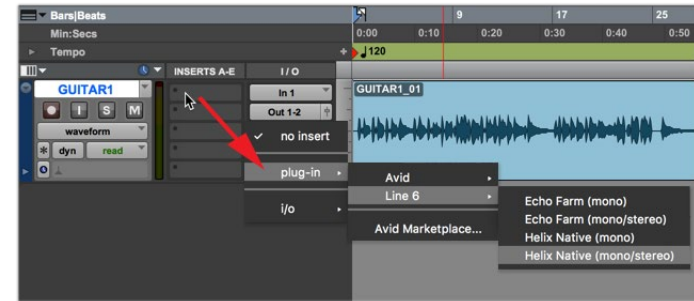 Bars|Beats 9 17 25
Min:Secs 0:00 0:10 0:20 0:30 0:40 0:50
Tempo + 120
INSERTS A-E I / O
GUITAR1 In 1 GUITAR1_01
I S M Out 1-2
waveform ✓ no insert
* dyn read plug-in Avid
Line 6 Echo Farm (mono)
i/o Echo Farm (mono/stereo)
Avid Marketplace... Helix Native (mono)
Helix Native (mono/stereo)